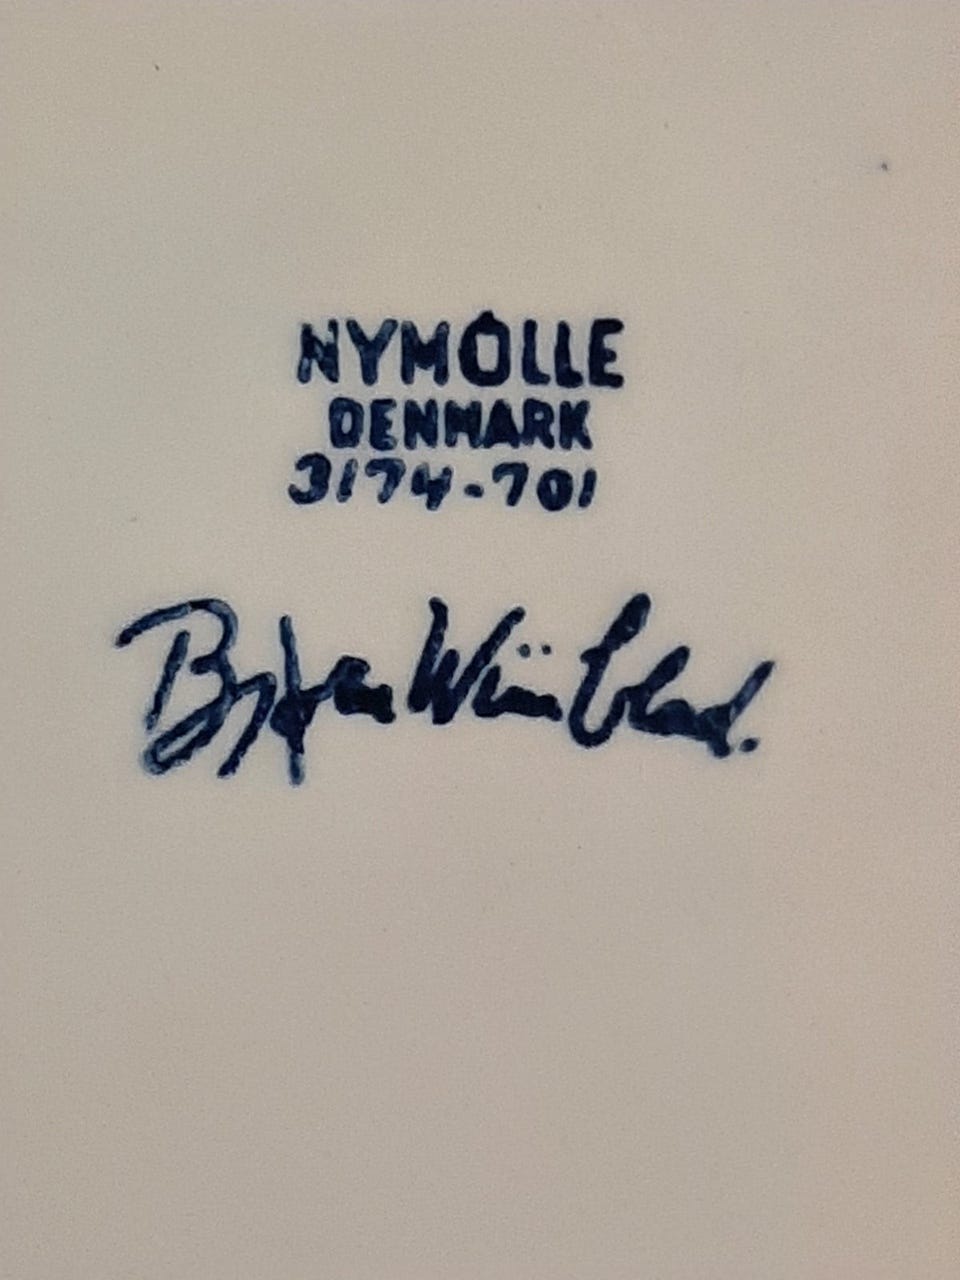 NYMÖLLE
DENMARK
3174-701
Bjørn Wiinblad.